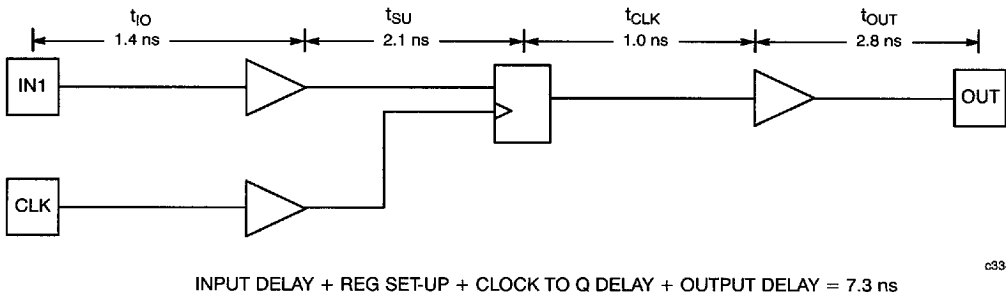 tIO tSU tCLK tOUT
1.4 ns 2.1 ns 1.0 ns 2.8 ns
IN1 OUT
CLK
INPUT DELAY + REG SET-UP + CLOCK TO Q DELAY + OUTPUT DELAY = 7.3 ns